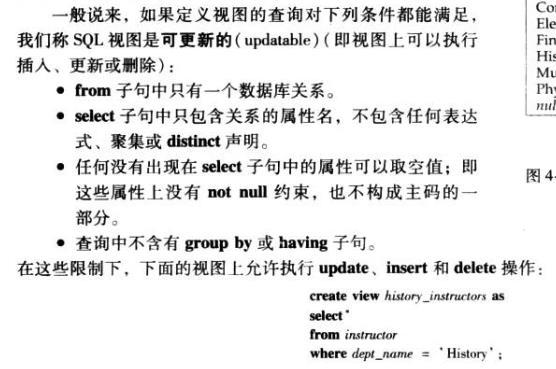 一般说来，如果定义视图的查询对下列条件都能满足，
我们称 SQL 视图是可更新的(updatable)(即视图上可以执行
插入、更新或删除)：
● from 子句中只有一个数据库关系。
● select 子句中只包含关系的属性名，不包含任何表达
式、聚集或 distinct 声明。
● 任何没有出现在 select 子句中的属性可以取空值；即
这些属性上没有 not null 约束，也不构成主码的一
部分。
● 查询中不含有 group by 或 having 子句。
在这些限制下，下面的视图上允许执行 update、insert 和 delete 操作：
create view history_instructors as
select*
from instructor
where dept_name = 'History';
Ele
Fin
His
Mu
Phy
nul
图 4-